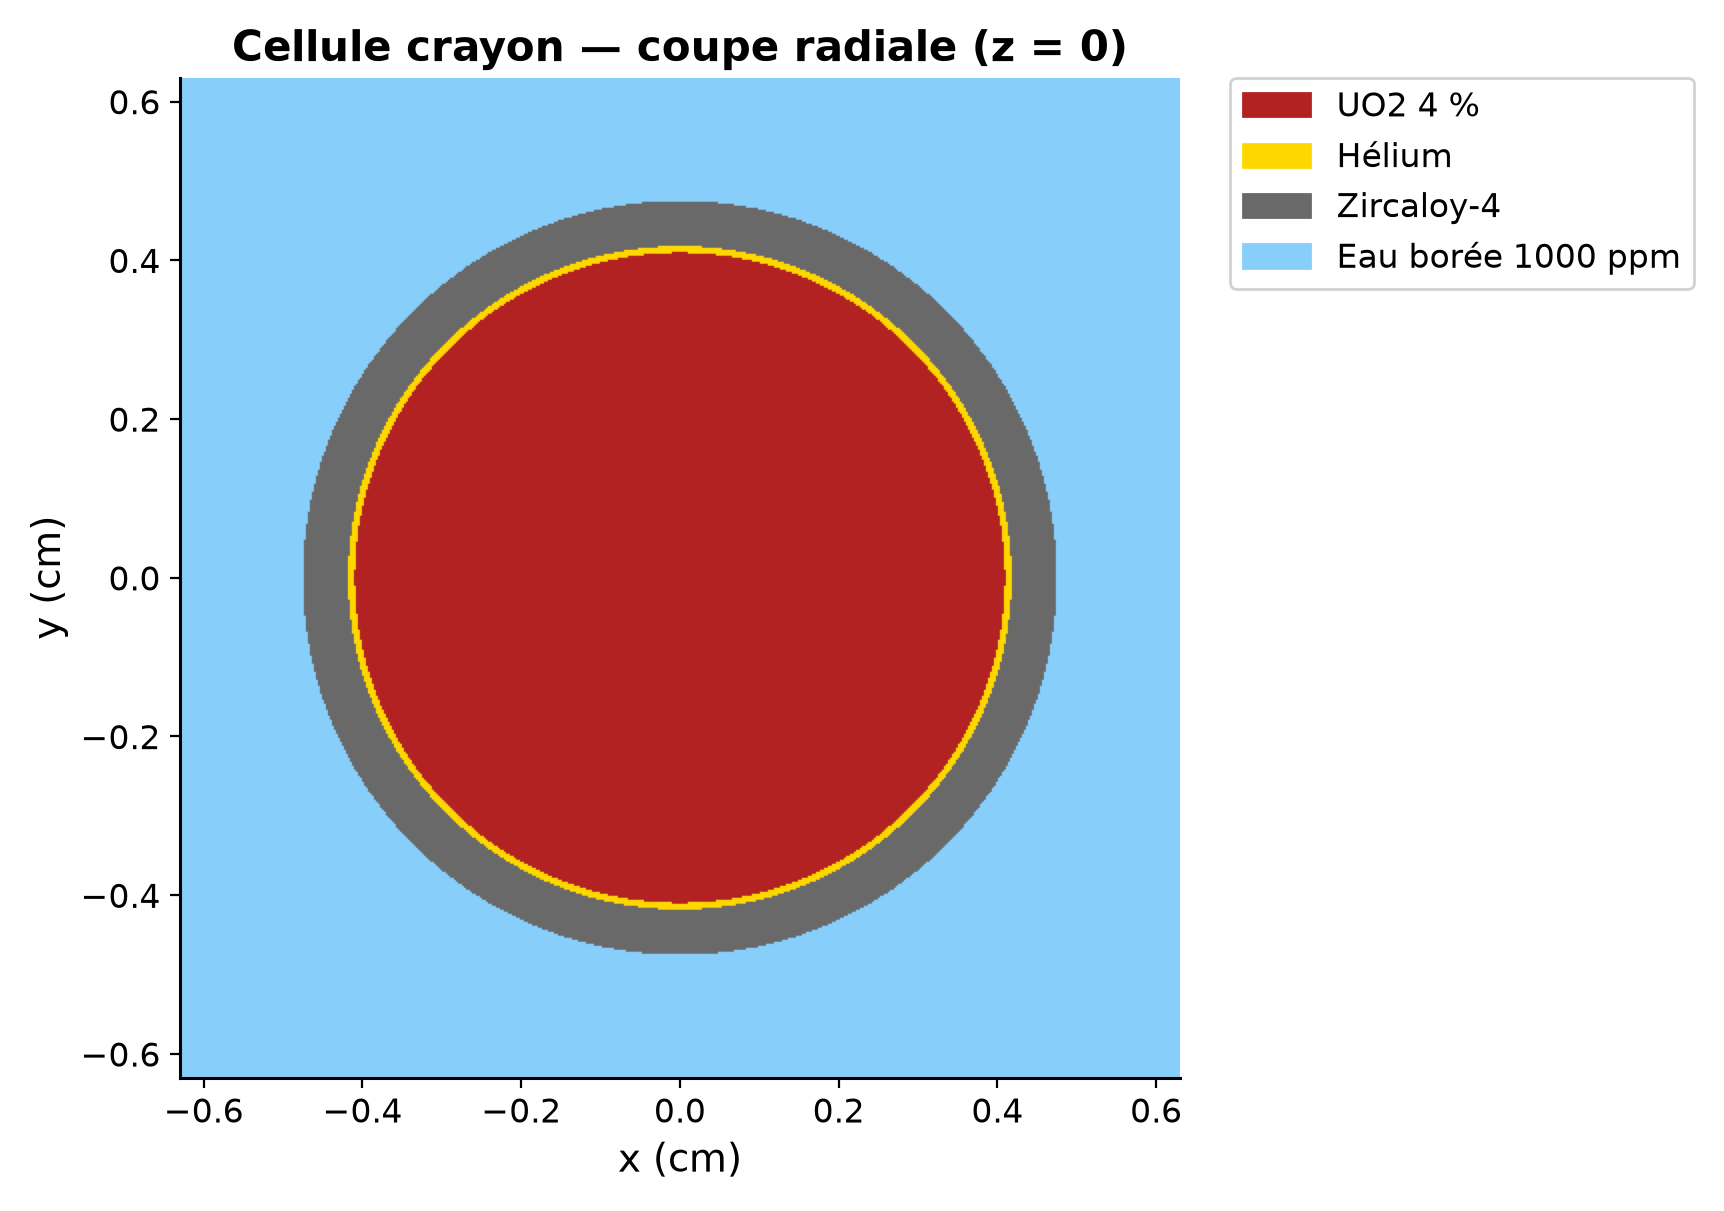 Cellule crayon — coupe radiale (z = 0)
UO2 4 %
Hélium
Zircaloy-4
Eau borée 1000 ppm
y (cm)
0.6
0.4
0.2
0.0
−0.2
−0.4
−0.6
−0.6 −0.4 −0.2 0.0 0.2 0.4 0.6
x (cm)